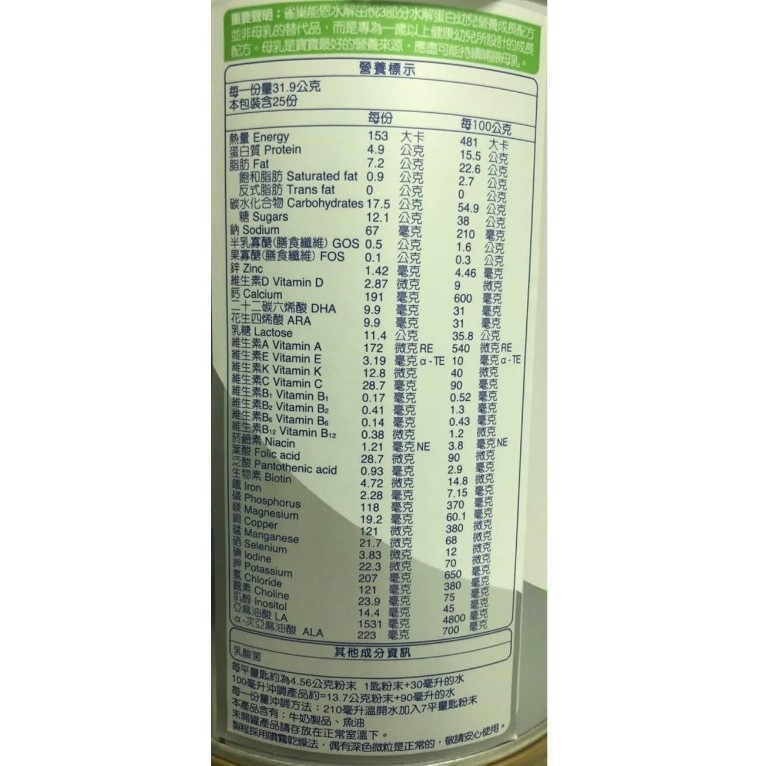 重要聲明：雀巢能恩水解出悅3部分水解蛋白幼兒營養成長配方
並非母乳的替代品，而是專為一歲以上健康幼兒所設計的成長
配方。母乳是寶寶最好的營養來源，應盡可能持續哺餵母乳。
營養標示
每一份量31.9公克
本包裝含25份
每份 每100公克
熱量 Energy 153 大卡 481 大卡
蛋白質 Protein 4.9 公克 15.5 公克
脂肪 Fat 7.2 公克 22.6 公克
飽和脂肪 Saturated fat 0.9 公克 2.7 公克
反式脂肪 Trans fat 0 公克 0 公克
碳水化合物 Carbohydrates 17.5 公克 54.9 公克
糖 Sugars 12.1 公克 38 公克
鈉 Sodium 67 毫克 210 毫克
半乳寡醣(膳食纖維) GOS 0.5 公克 1.6 公克
果寡醣(膳食纖維) FOS 0.1 公克 0.3 公克
鋅 Zinc 1.42 毫克 4.46 毫克
維生素D Vitamin D 2.87 微克 9 微克
鈣 Calcium 191 毫克 600 毫克
二十二碳六烯酸 DHA 9.9 毫克 31 毫克
花生四烯酸 ARA 9.9 毫克 31 毫克
乳糖 Lactose 11.4 公克 35.8 公克
維生素A Vitamin A 172 微克RE 540 微克RE
維生素E Vitamin E 3.19 毫克α-TE 10 毫克α-TE
維生素K Vitamin K 12.8 微克 40 微克
維生素C Vitamin C 28.7 毫克 90 毫克
維生素B₁ Vitamin B₁ 0.17 毫克 0.52 毫克
維生素B₂ Vitamin B₂ 0.41 毫克 1.3 毫克
維生素B₆ Vitamin B₆ 0.14 毫克 0.43 毫克
維生素B₁₂ Vitamin B₁₂ 0.38 微克 1.2 微克
菸鹼素 Niacin 1.21 毫克NE 3.8 毫克NE
葉酸 Folic acid 28.7 微克 90 微克
泛酸 Pantothenic acid 0.93 毫克 2.9 毫克
生物素 Biotin 4.72 微克 14.8 微克
鐵 Iron 2.28 毫克 7.15 毫克
磷 Phosphorus 118 毫克 370 毫克
鎂 Magnesium 19.2 毫克 60.1 毫克
銅 Copper 121 微克 380 微克
錳 Manganese 21.7 微克 68 微克
硒 Selenium 3.83 微克 12 微克
碘 Iodine 22.3 微克 70 微克
鉀 Potassium 207 毫克 650 毫克
氯 Chloride 121 毫克 380 毫克
膽素 Choline 23.9 毫克 75 毫克
肌醇 Inositol 14.4 毫克 45 毫克
亞麻油酸 LA 1531 毫克 4800 毫克
α-次亞麻油酸 ALA 223 毫克 700 毫克
其他成分資訊
乳酸菌
每平量匙約為4.56公克粉末 1匙粉末+30毫升的水
100毫升沖調產品約=13.7公克粉末+90毫升的水
每一份量沖調方法：210毫升溫開水加入7平量匙粉末
本產品含有：牛奶製品、魚油
未開罐產品請存放在正常室溫下。
製程採用噴霧乾燥法，偶有深色微粒是正常的，敬請安心使用。